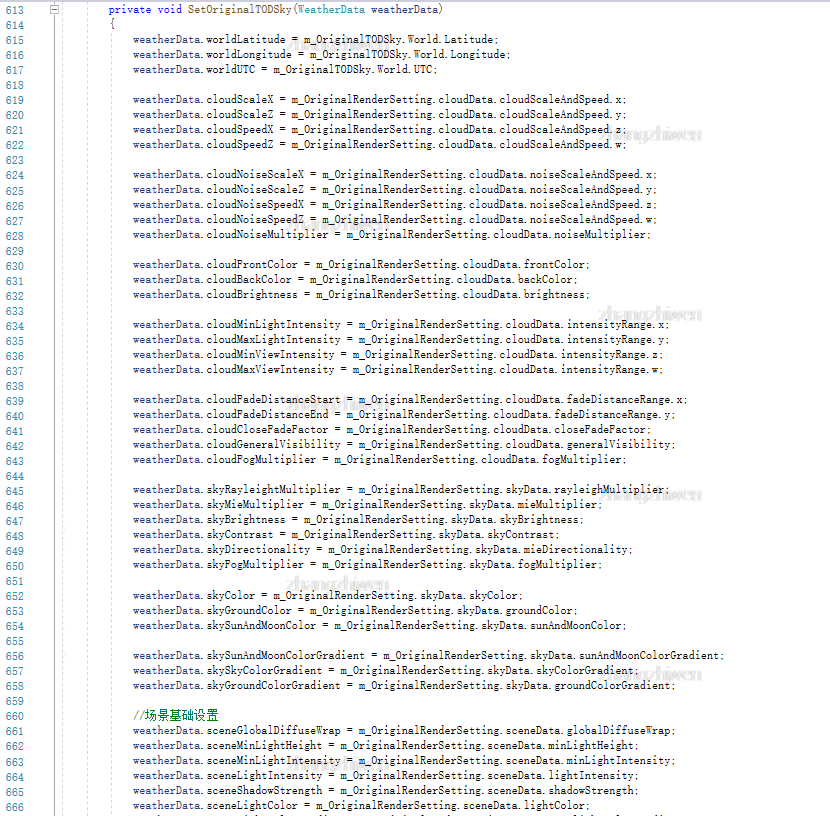 613 private void SetOriginalTODSky(WeatherData weatherData)
614 {
615 weatherData.worldLatitude = m_OriginalTODSky.World.Latitude;
616 weatherData.worldLongitude = m_OriginalTODSky.World.Longitude;
617 weatherData.worldUTC = m_OriginalTODSky.World.UTC;
618
619 weatherData.cloudScaleX = m_OriginalRenderSetting.cloudData.cloudScaleAndSpeed.x;
620 weatherData.cloudScaleZ = m_OriginalRenderSetting.cloudData.cloudScaleAndSpeed.y;
621 weatherData.cloudSpeedX = m_OriginalRenderSetting.cloudData.cloudScaleAndSpeed.z;
622 weatherData.cloudSpeedZ = m_OriginalRenderSetting.cloudData.cloudScaleAndSpeed.w;
623
624 weatherData.cloudNoiseScaleX = m_OriginalRenderSetting.cloudData.noiseScaleAndSpeed.x;
625 weatherData.cloudNoiseScaleZ = m_OriginalRenderSetting.cloudData.noiseScaleAndSpeed.y;
626 weatherData.cloudNoiseSpeedX = m_OriginalRenderSetting.cloudData.noiseScaleAndSpeed.z;
627 weatherData.cloudNoiseSpeedZ = m_OriginalRenderSetting.cloudData.noiseScaleAndSpeed.w;
628 weatherData.cloudNoiseMultiplier = m_OriginalRenderSetting.cloudData.noiseMultiplier;
629
630 weatherData.cloudFrontColor = m_OriginalRenderSetting.cloudData.frontColor;
631 weatherData.cloudBackColor = m_OriginalRenderSetting.cloudData.backColor;
632 weatherData.cloudBrightness = m_OriginalRenderSetting.cloudData.brightness;
633
634 weatherData.cloudMinLightIntensity = m_OriginalRenderSetting.cloudData.intensityRange.x;
635 weatherData.cloudMaxLightIntensity = m_OriginalRenderSetting.cloudData.intensityRange.y;
636 weatherData.cloudMinViewIntensity = m_OriginalRenderSetting.cloudData.intensityRange.z;
637 weatherData.cloudMaxViewIntensity = m_OriginalRenderSetting.cloudData.intensityRange.w;
638
639 weatherData.cloudFadeDistanceStart = m_OriginalRenderSetting.cloudData.fadeDistanceRange.x;
640 weatherData.cloudFadeDistanceEnd = m_OriginalRenderSetting.cloudData.fadeDistanceRange.y;
641 weatherData.cloudCloseFadeFactor = m_OriginalRenderSetting.cloudData.closeFadeFactor;
642 weatherData.cloudGeneralVisibility = m_OriginalRenderSetting.cloudData.generalVisibility;
643 weatherData.cloudFogMultiplier = m_OriginalRenderSetting.cloudData.fogMultiplier;
644
645 weatherData.skyRayleightMultiplier = m_OriginalRenderSetting.skyData.rayleighMultiplier;
646 weatherData.skyMieMultiplier = m_OriginalRenderSetting.skyData.mieMultiplier;
647 weatherData.skyBrightness = m_OriginalRenderSetting.skyData.skyBrightness;
648 weatherData.skyContrast = m_OriginalRenderSetting.skyData.skyContrast;
649 weatherData.skyDirectionality = m_OriginalRenderSetting.skyData.mieDirectionality;
650 weatherData.skyFogMultiplier = m_OriginalRenderSetting.skyData.fogMultiplier;
651
652 weatherData.skyColor = m_OriginalRenderSetting.skyData.skyColor;
653 weatherData.skyGroundColor = m_OriginalRenderSetting.skyData.groundColor;
654 weatherData.skySunAndMoonColor = m_OriginalRenderSetting.skyData.sunAndMoonColor;
655
656 weatherData.skySunAndMoonColorGradient = m_OriginalRenderSetting.skyData.sunAndMoonColorGradient;
657 weatherData.skySkyColorGradient = m_OriginalRenderSetting.skyData.skyColorGradient;
658 weatherData.skyGroundColorGradient = m_OriginalRenderSetting.skyData.groundColorGradient;
659
660 //场景基础设置
661 weatherData.sceneGlobalDiffuseWrap = m_OriginalRenderSetting.sceneData.globalDiffuseWrap;
662 weatherData.sceneMinLightHeight = m_OriginalRenderSetting.sceneData.minLightHeight;
663 weatherData.sceneMinLightIntensity = m_OriginalRenderSetting.sceneData.minLightIntensity;
664 weatherData.sceneLightIntensity = m_OriginalRenderSetting.sceneData.lightIntensity;
665 weatherData.sceneShadowStrength = m_OriginalRenderSetting.sceneData.shadowStrength;
666 weatherData.sceneLightColor = m_OriginalRenderSetting.sceneData.lightColor;
zhangzhiwen
zhangzhiwen
zhangzhiwen
zhangzhiwen
zhangzhiwen
zhangzhiwen
zhangzhiwen
zhangzhiwen
zhangzhiwen